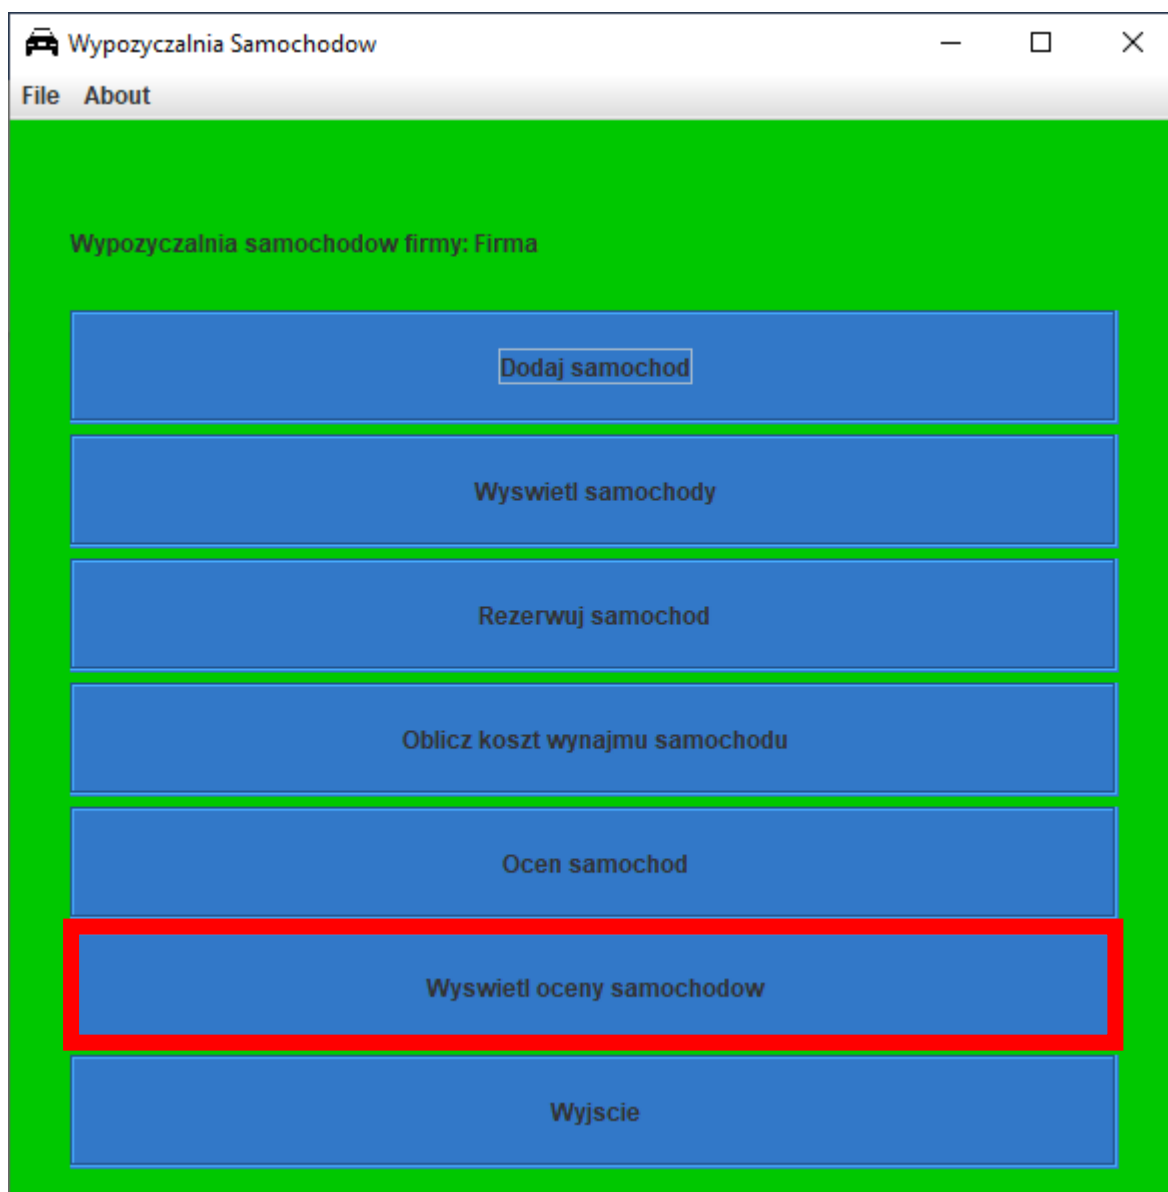 Wypozyczalnia Samochodow
File About
Wypozyczalnia samochodow firmy: Firma
Dodaj samochod
Wyswietl samochody
Rezerwuj samochod
Oblicz koszt wynajmu samochodu
Ocen samochod
Wyswietl oceny samochodow
Wyjscie